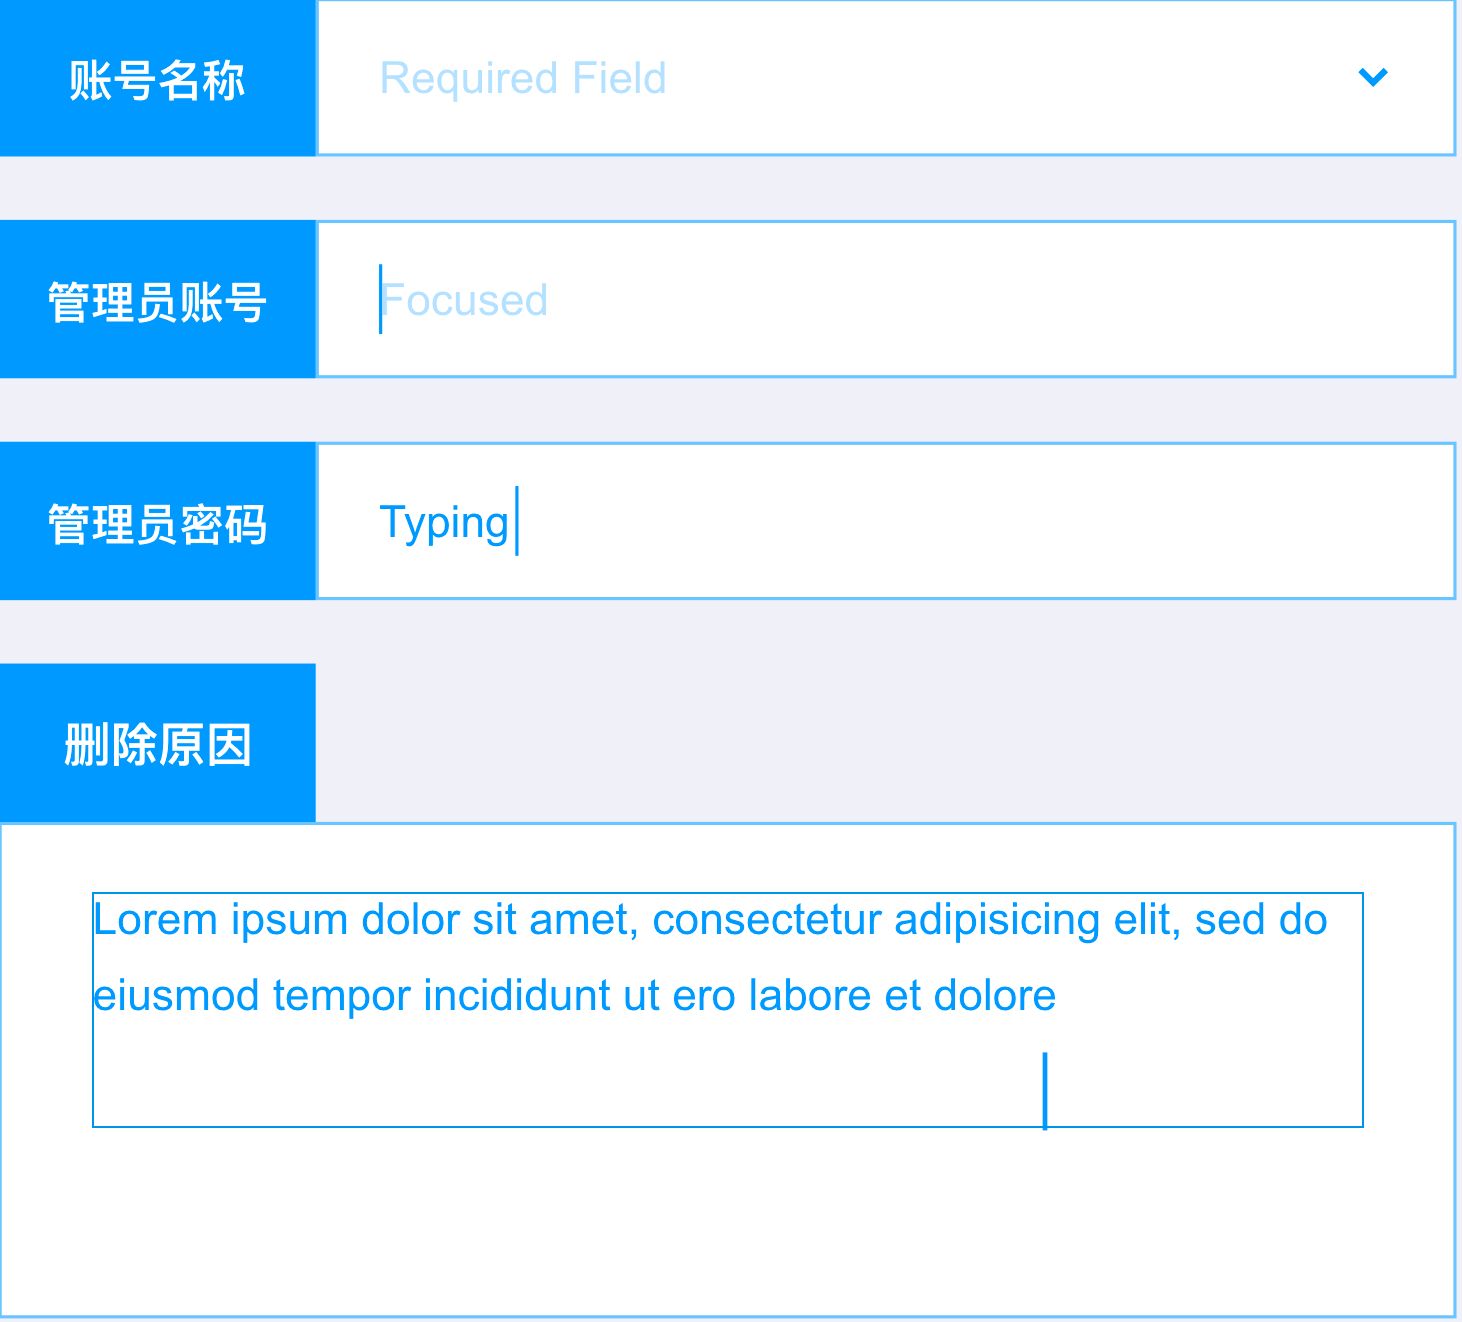 账号名称
Required Field
管理员账号
Focused
管理员密码
Typing
删除原因
Lorem ipsum dolor sit amet, consectetur adipisicing elit, sed do
eiusmod tempor incididunt ut ero labore et dolore